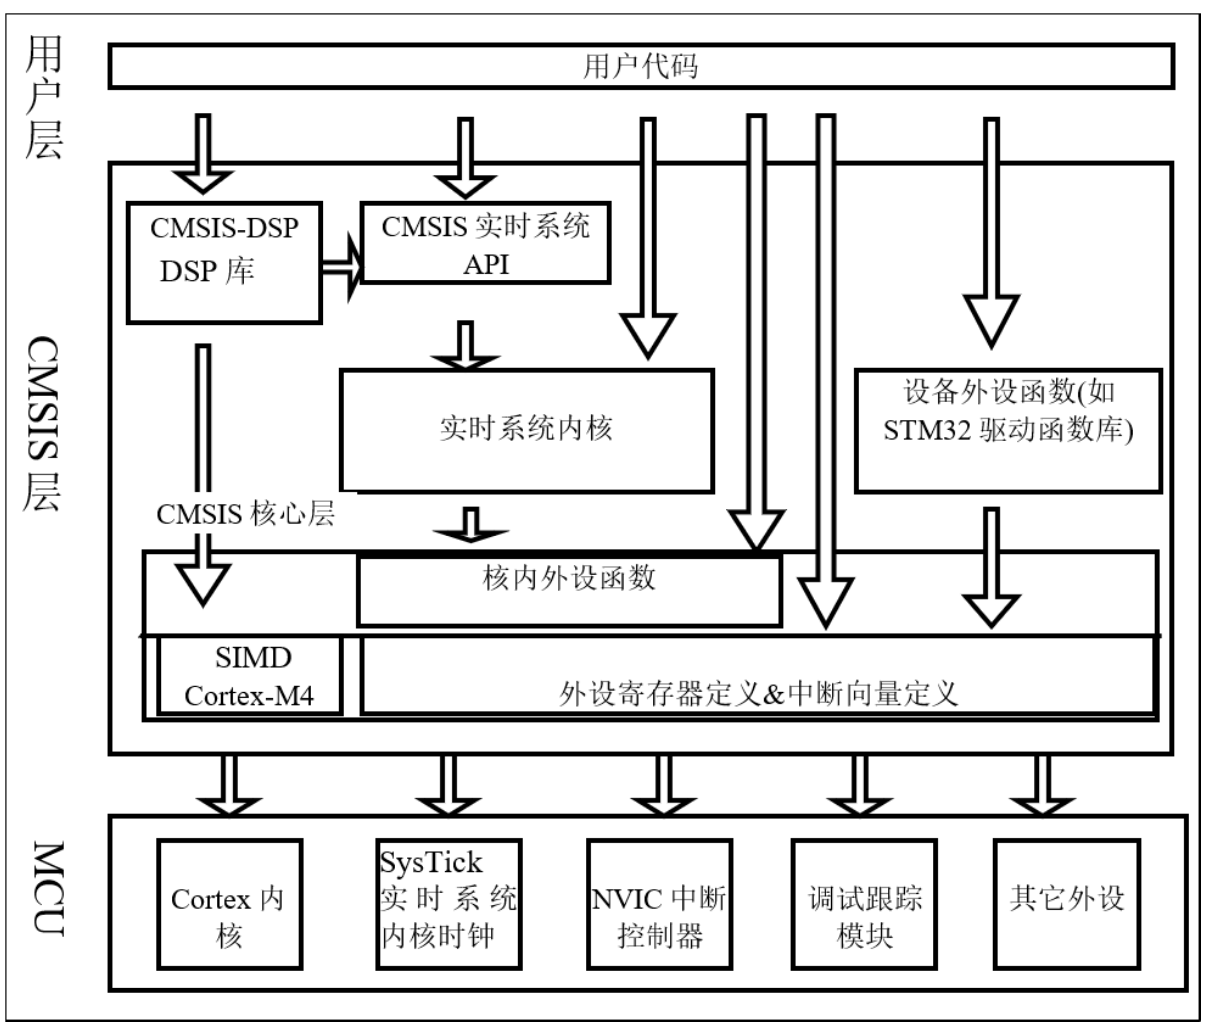 用户层
用户代码
CMSIS层
CMSIS-DSP
DSP 库
CMSIS 实时系统
API
实时系统内核
设备外设函数(如
STM32 驱动函数库)
CMSIS 核心层
核内外设函数
SIMD
Cortex-M4
外设寄存器定义&中断向量定义
MCU
Cortex 内
核
SysTick
实时系统
内核时钟
NVIC 中断
控制器
调试跟踪
模块
其它外设